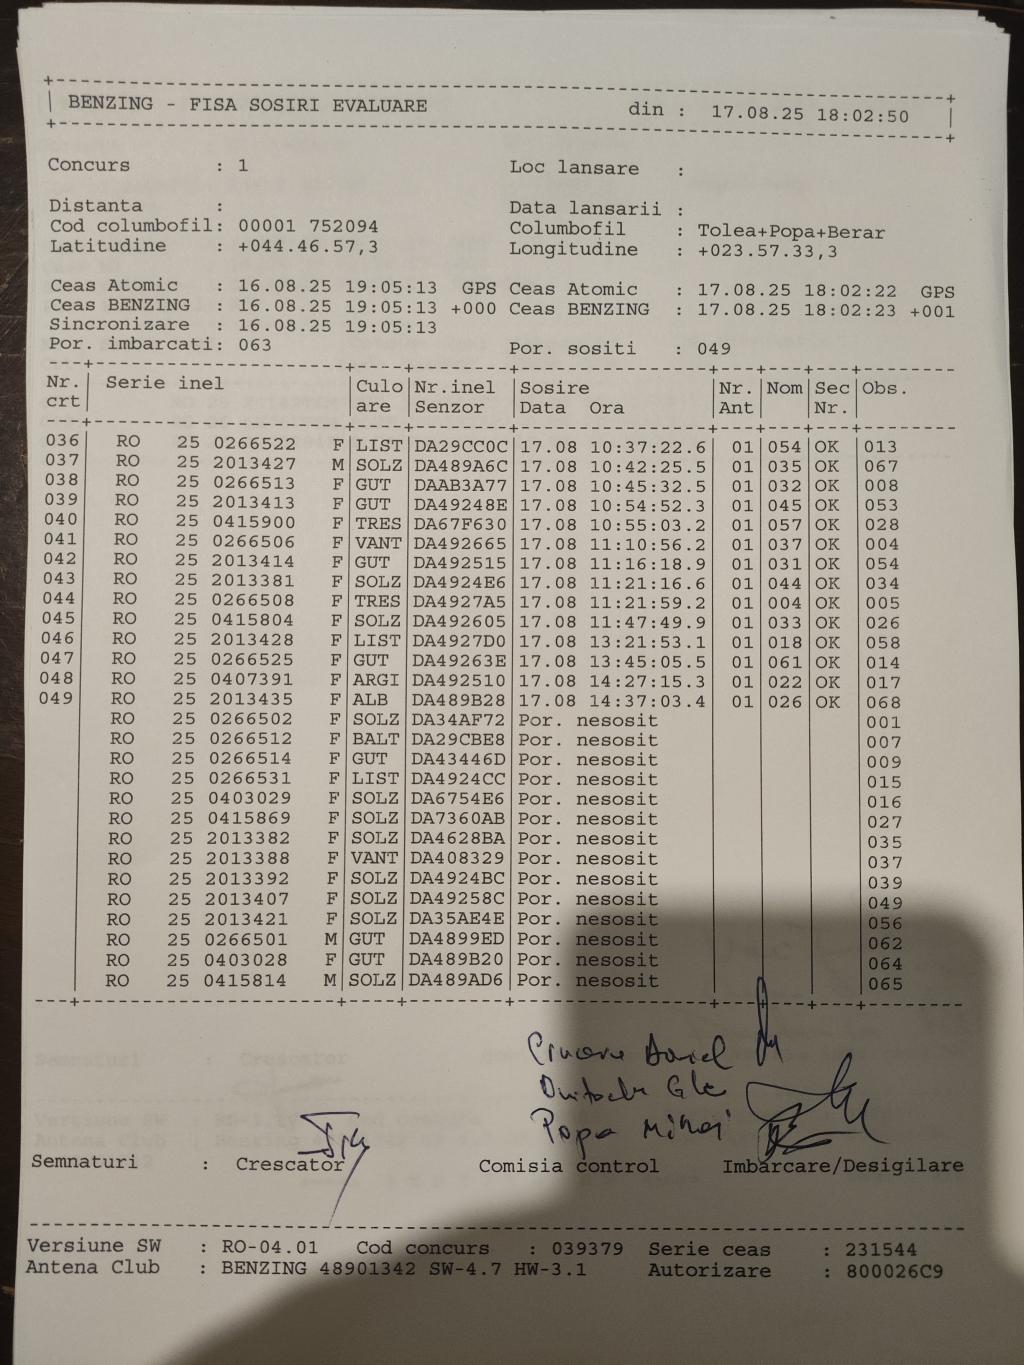 BENZING - FISA SOSIRI EVALUARE din : 17.08.25 18:02:50
Concurs : 1 Loc lansare :
Distanta : Data lansarii :
Cod columbofil: 00001 752094 Columbofil : Tolea+Popa+Berar
Latitudine : +044.46.57,3 Longitudine : +023.57.33,3
Ceas Atomic : 16.08.25 19:05:13 GPS Ceas Atomic : 17.08.25 18:02:22 GPS
Ceas BENZING : 16.08.25 19:05:13 +000 Ceas BENZING : 17.08.25 18:02:23 +001
Sincronizare : 16.08.25 19:05:13
Por. imbarcati: 063 Por. sositi : 049
Nr. Serie inel Culo Nr.inel Sosire Nr. Nom Sec Obs.
crt are Senzor Data Ora Ant Nr.
036 RO 25 0266522 F LIST DA29CC0C 17.08 10:37:22.6 01 054 OK 013
037 RO 25 2013427 M SOLZ DA489A6C 17.08 10:42:25.5 01 035 OK 067
038 RO 25 0266513 F GUT DAAB3A77 17.08 10:45:32.5 01 032 OK 008
039 RO 25 2013413 F GUT DA49248E 17.08 10:54:52.3 01 045 OK 053
040 RO 25 0415900 F TRES DA67F630 17.08 10:55:03.2 01 057 OK 028
041 RO 25 0266506 F VANT DA492665 17.08 11:10:56.2 01 037 OK 004
042 RO 25 2013414 F GUT DA492515 17.08 11:16:18.9 01 031 OK 054
043 RO 25 2013381 F SOLZ DA4924E6 17.08 11:21:16.6 01 044 OK 034
044 RO 25 0266508 F TRES DA4927A5 17.08 11:21:59.2 01 004 OK 005
045 RO 25 0415804 F SOLZ DA492605 17.08 11:47:49.9 01 033 OK 026
046 RO 25 2013428 F LIST DA4927D0 17.08 13:21:53.1 01 018 OK 058
047 RO 25 0266525 F GUT DA49263E 17.08 13:45:05.5 01 061 OK 014
048 RO 25 0407391 F ARGI DA492510 17.08 14:27:15.3 01 022 OK 017
049 RO 25 2013435 F ALB DA489B28 17.08 14:37:03.4 01 026 OK 068
RO 25 0266502 F SOLZ DA34AF72 Por. nesosit 001
RO 25 0266512 F BALT DA29CBE8 Por. nesosit 007
RO 25 0266514 F GUT DA43446D Por. nesosit 009
RO 25 0266531 F LIST DA4924CC Por. nesosit 015
RO 25 0403029 F SOLZ DA6754E6 Por. nesosit 016
RO 25 0415869 F SOLZ DA7360AB Por. nesosit 027
RO 25 2013382 F SOLZ DA4628BA Por. nesosit 035
RO 25 2013388 F VANT DA408329 Por. nesosit 037
RO 25 2013392 F SOLZ DA4924BC Por. nesosit 039
RO 25 2013407 F SOLZ DA49258C Por. nesosit 049
RO 25 2013421 F SOLZ DA35AE4E Por. nesosit 056
RO 25 0266501 M GUT DA4899ED Por. nesosit 062
RO 25 0403028 F GUT DA489B20 Por. nesosit 064
RO 25 0415814 M SOLZ DA489AD6 Por. nesosit 065
Popa Mihai
Semnaturi : Crescator Comisia control Imbarcare/Desigilare
Versiune SW : RO-04.01 Cod concurs : 039379 Serie ceas : 231544
Antena Club : BENZING 48901342 SW-4.7 HW-3.1 Autorizare : 800026C9